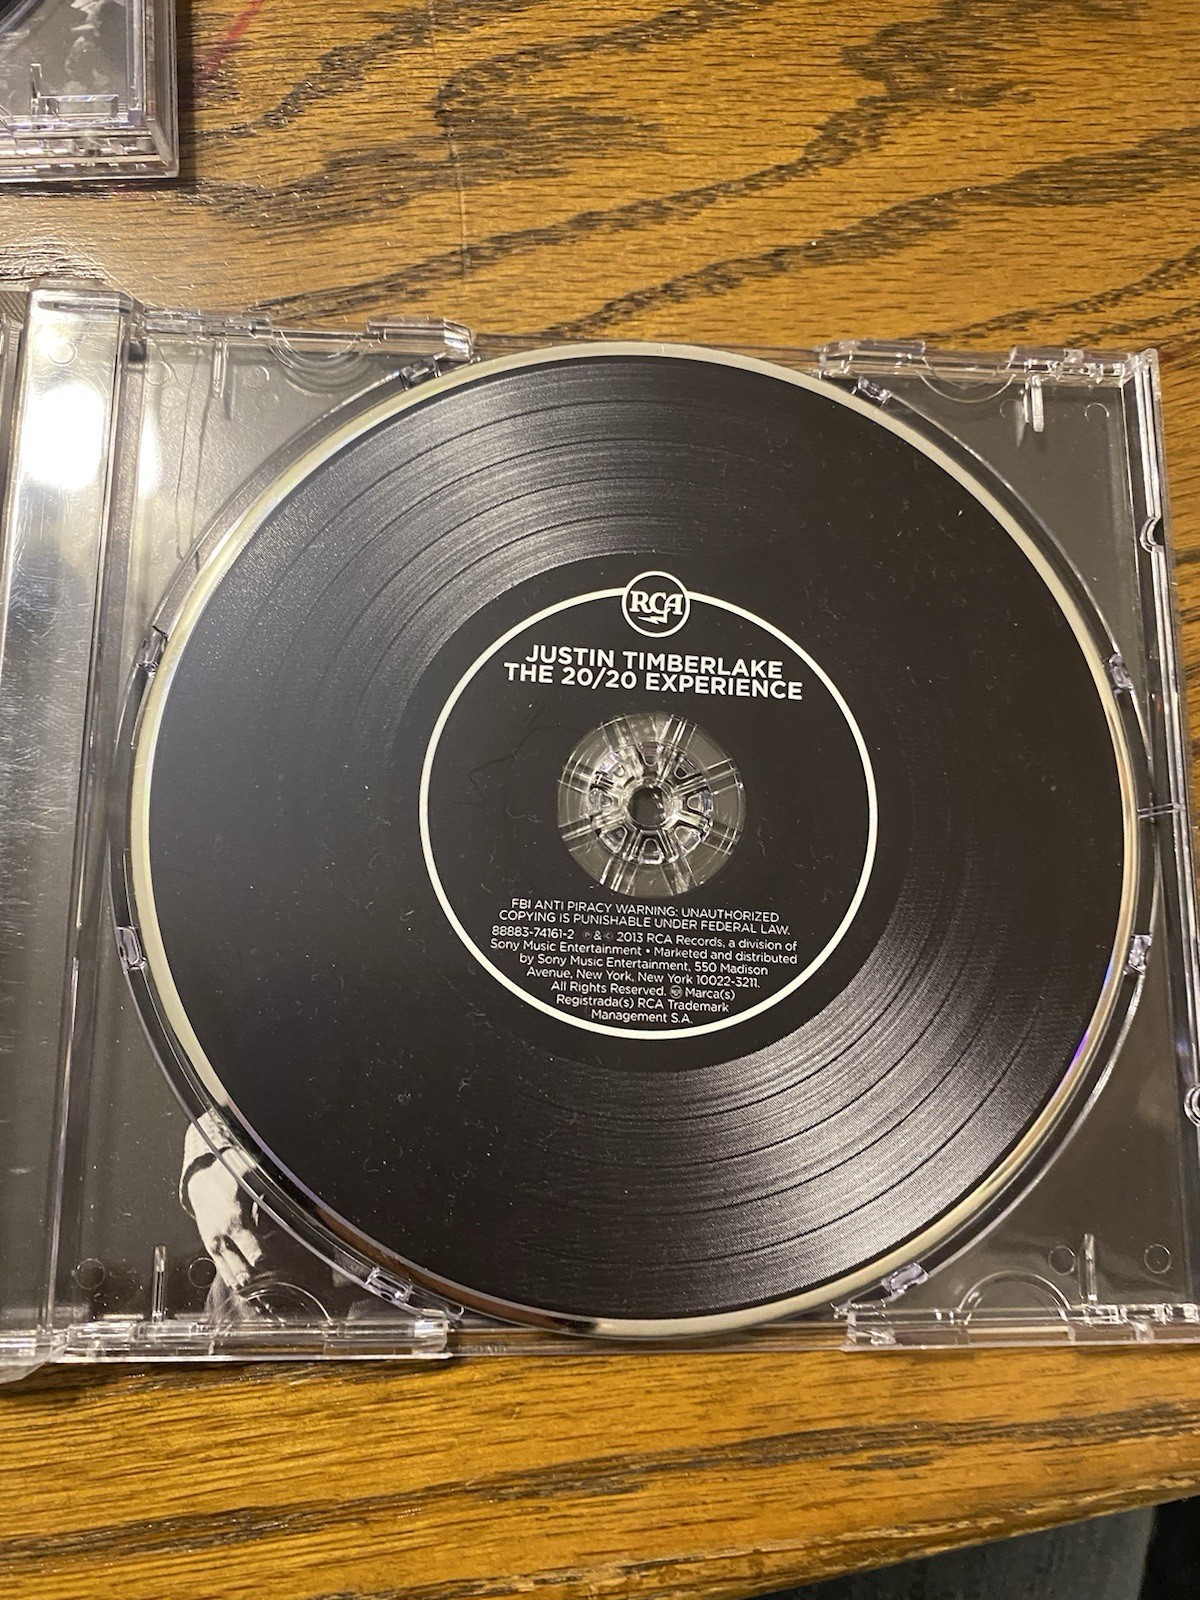 RCA
JUSTIN TIMBERLAKE
THE 20/20 EXPERIENCE
FBI ANTI PIRACY WARNING: UNAUTHORIZED
COPYING IS PUNISHABLE UNDER FEDERAL LAW.
88883-74161-2 ℗ & © 2013 RCA Records, a division of
Sony Music Entertainment • Marketed and distributed
by Sony Music Entertainment, 550 Madison
Avenue, New York, New York 10022-3211.
All Rights Reserved. RCA Marca(s)
Registrada(s) RCA Trademark
Management S.A.